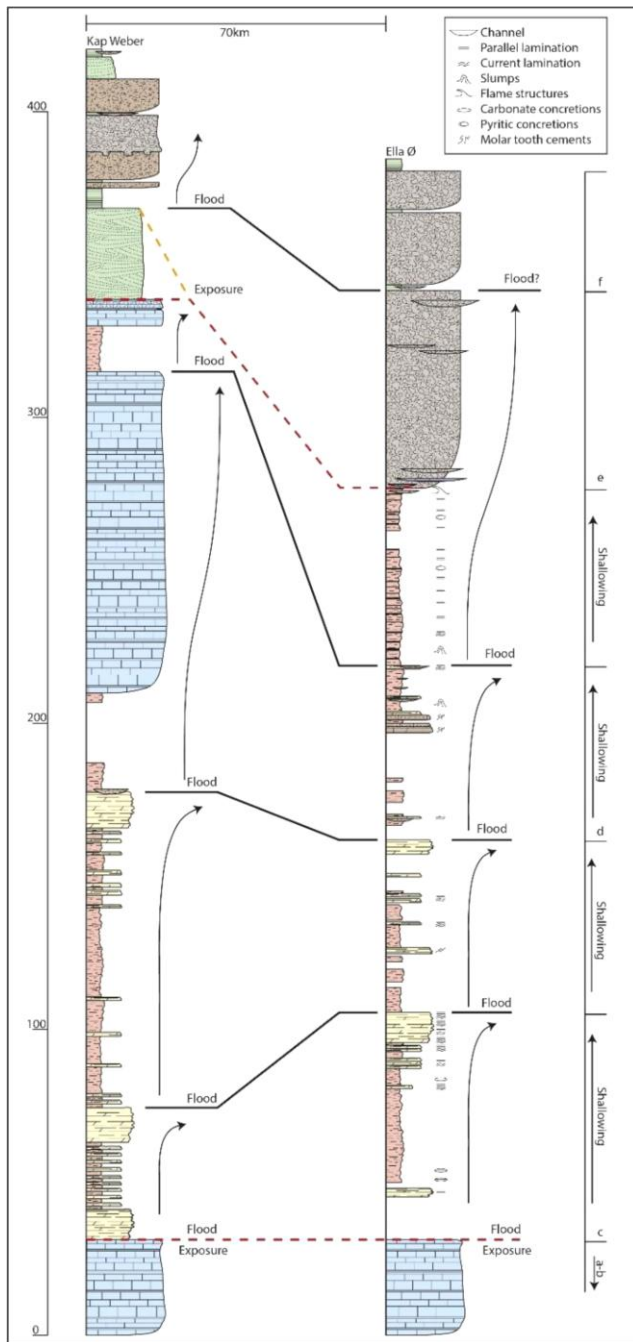 70km
Kap Weber
Channel
Parallel lamination
Current lamination
Slumps
Flame structures
Carbonate concretions
Pyritic concretions
Molar tooth cements
400
Ella Ø
Flood
Flood?
f
Exposure
Flood
300
e
Shallowing
Flood
200
Shallowing
Flood
Flood
d
Shallowing
Flood
100
Flood
Shallowing
Flood
Flood
c
Exposure
Exposure
a-b
0